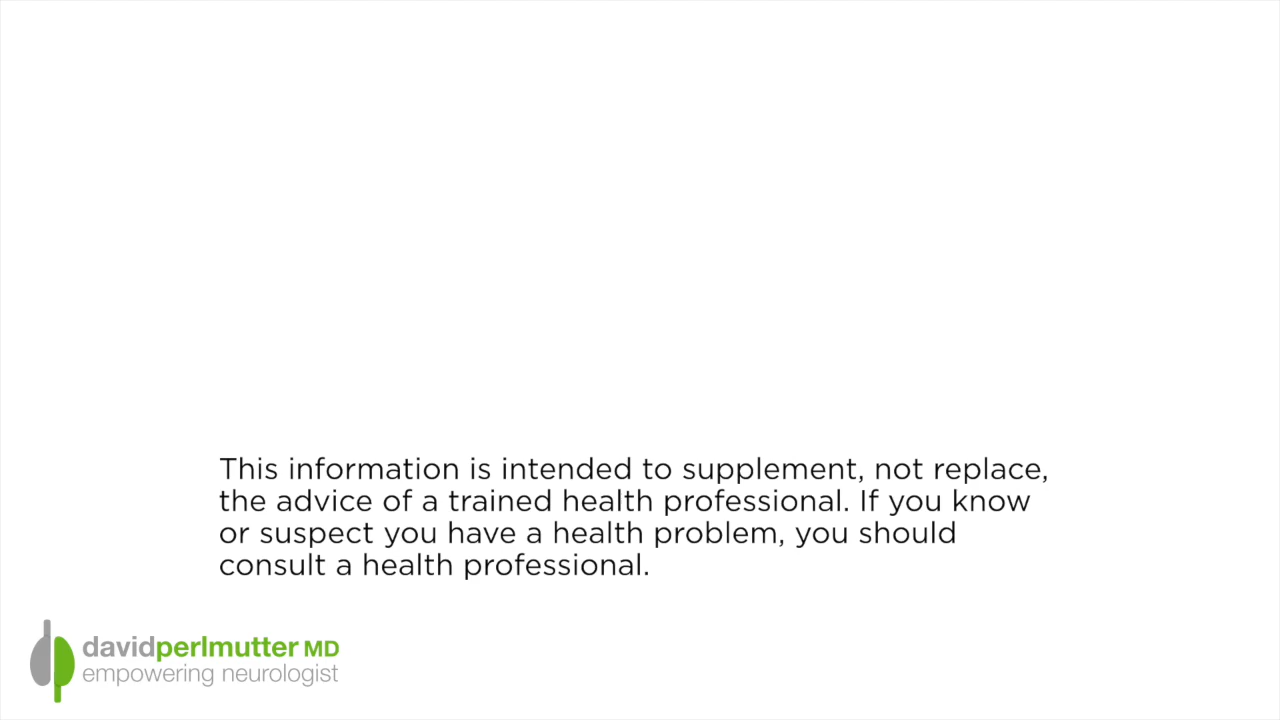 This information is intended to supplement, not replace,
the advice of a trained health professional. If you know
or suspect you have a health problem, you should
consult a health professional.
davidperlmutter MD
empowering neurologist